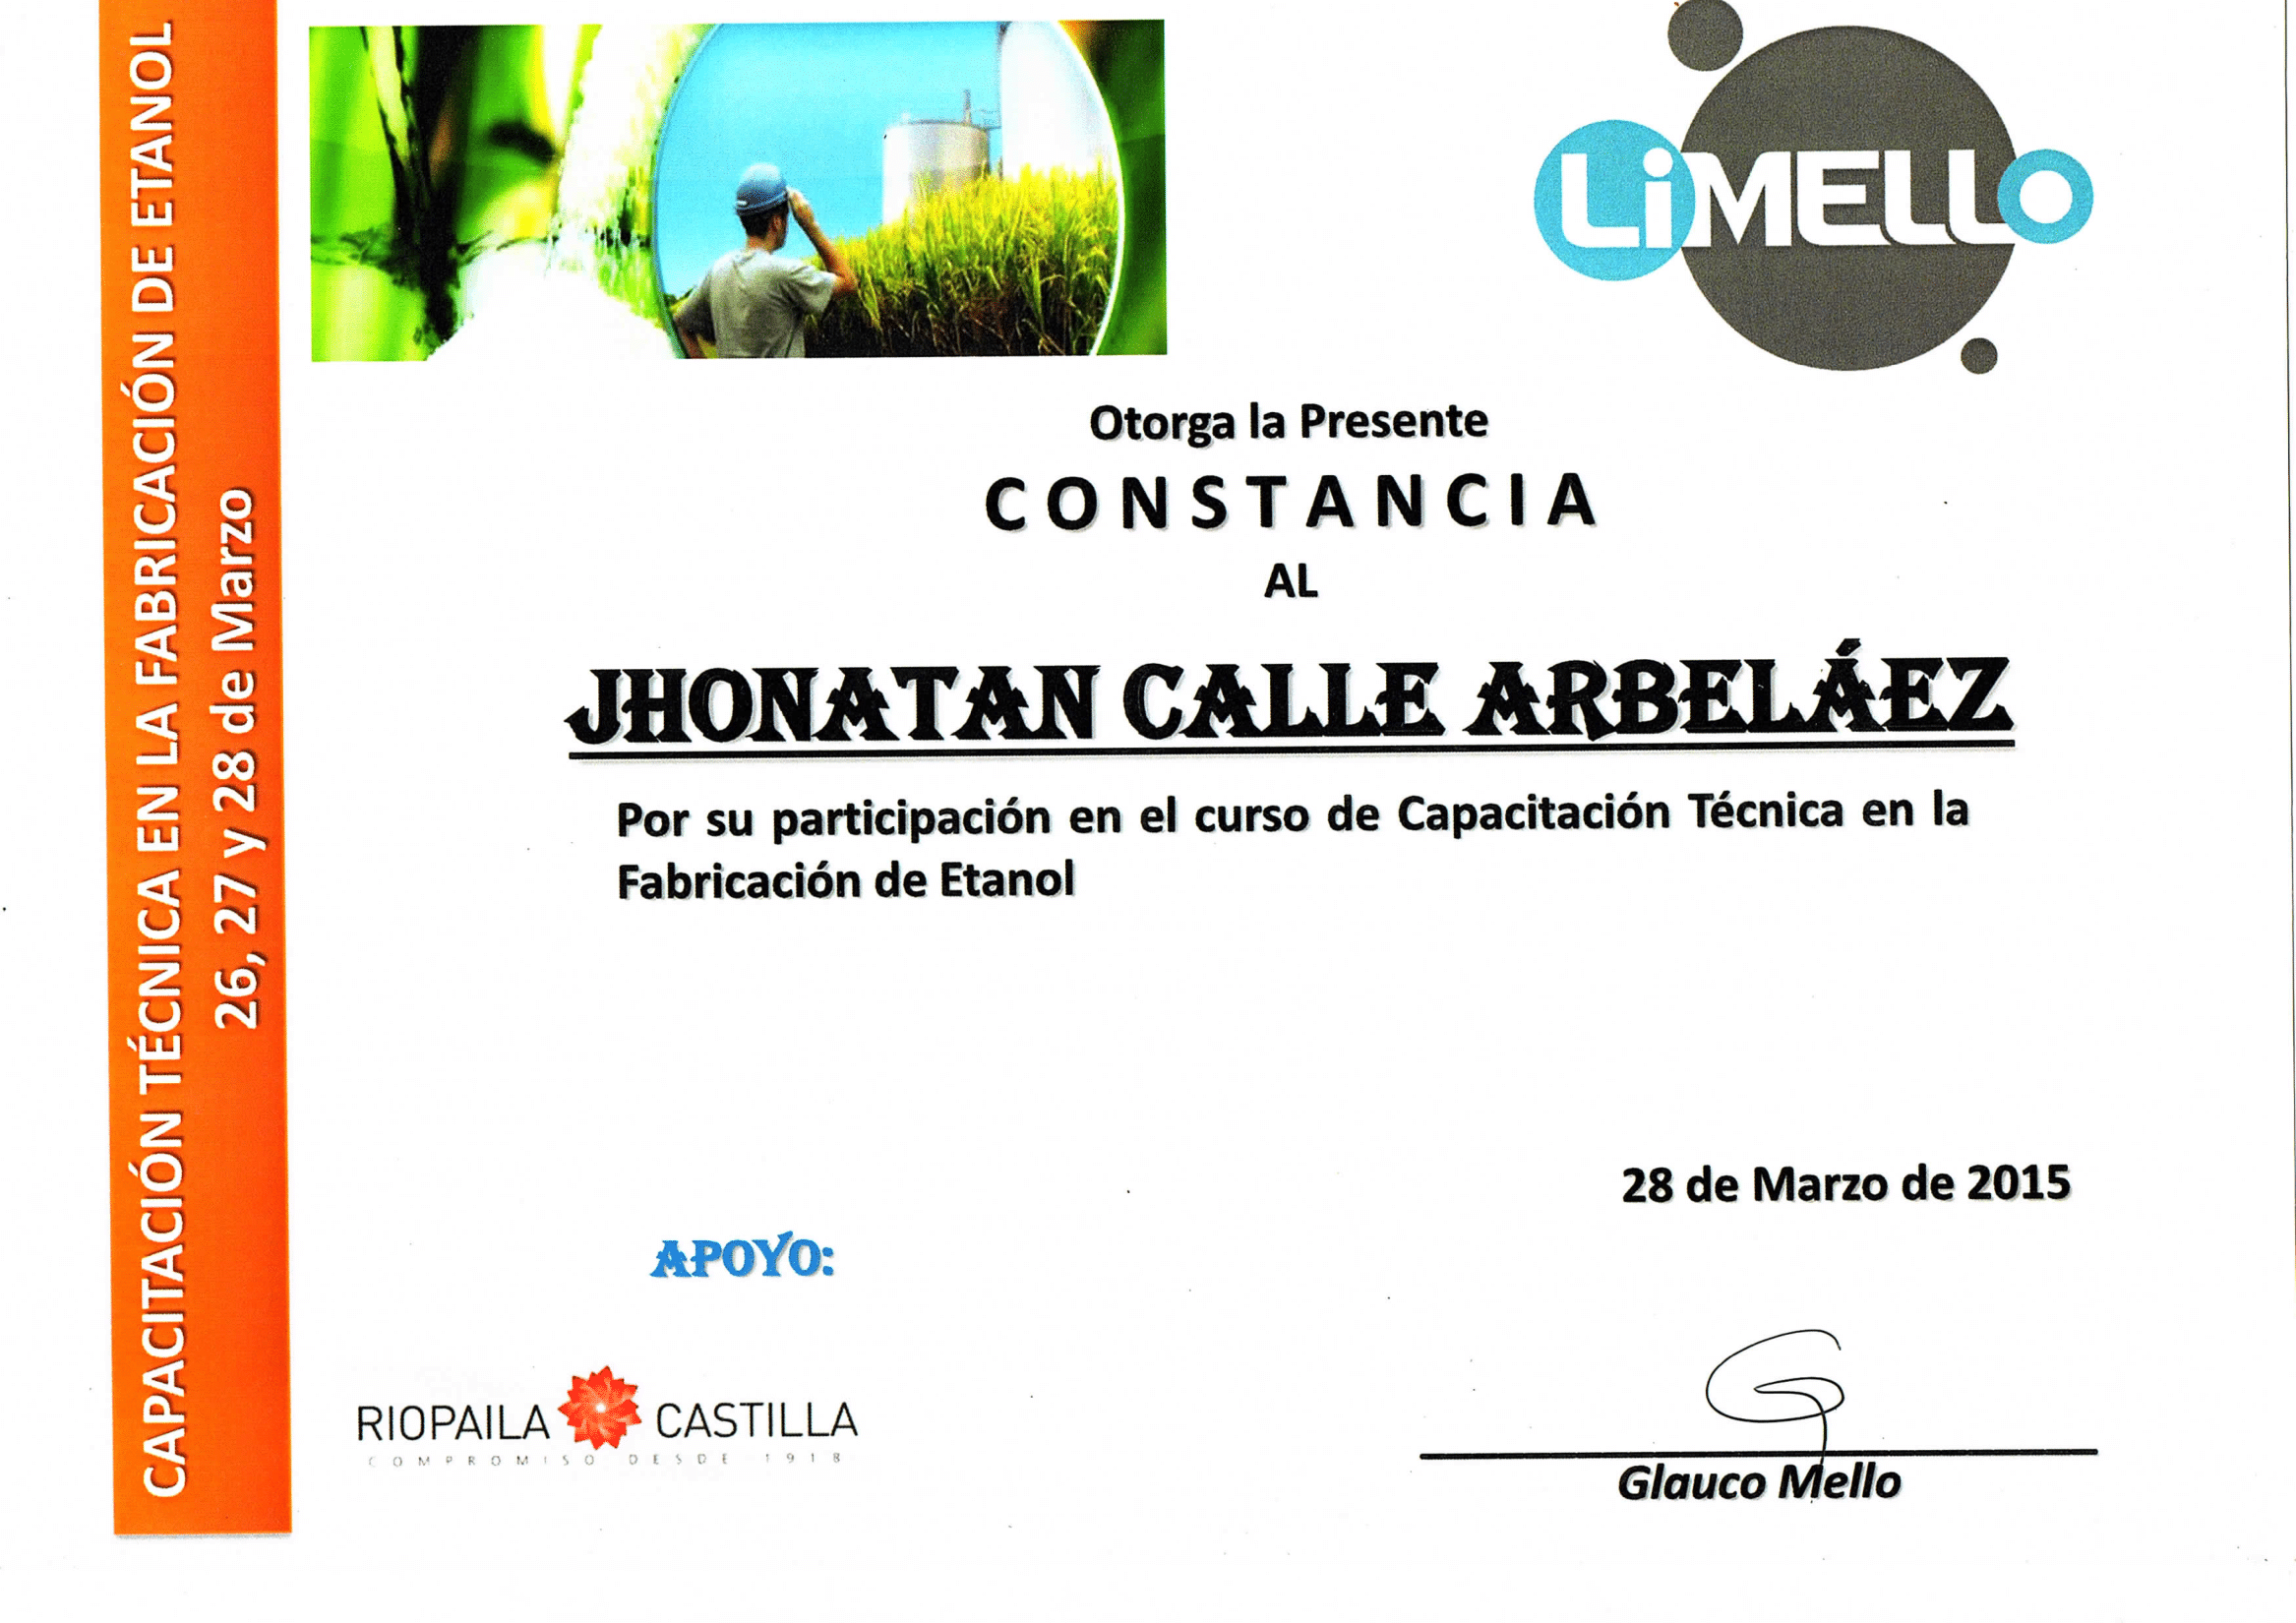 CAPACITACIÓN TÉCNICA EN LA FABRICACIÓN DE ETANOL
26, 27 y 28 de Marzo
LiMELLO
Otorga la Presente
CONSTANCIA
AL
JHONATAN CALLE ARBELÁEZ
Por su participación en el curso de Capacitación Técnica en la
Fabricación de Etanol
28 de Marzo de 2015
APOYO:
RIOPAILA CASTILLA
COMPROMISO DESDE 1918
Glauco Mello